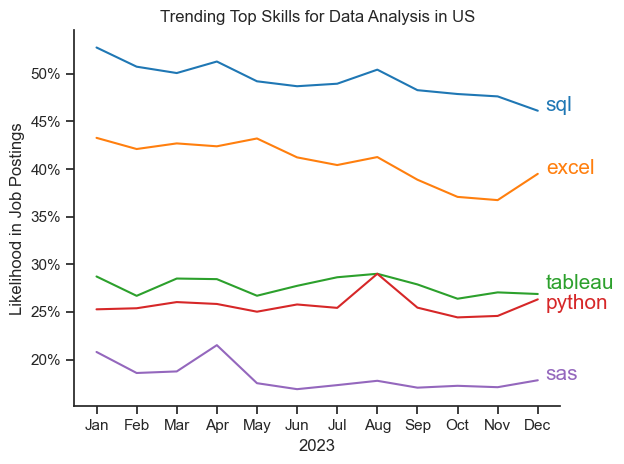 Trending Top Skills for Data Analysis in US
Likelihood in Job Postings
50%
45%
40%
35%
30%
25%
20%
sql
excel
tableau
python
sas
Jan Feb Mar Apr May Jun Jul Aug Sep Oct Nov Dec
2023